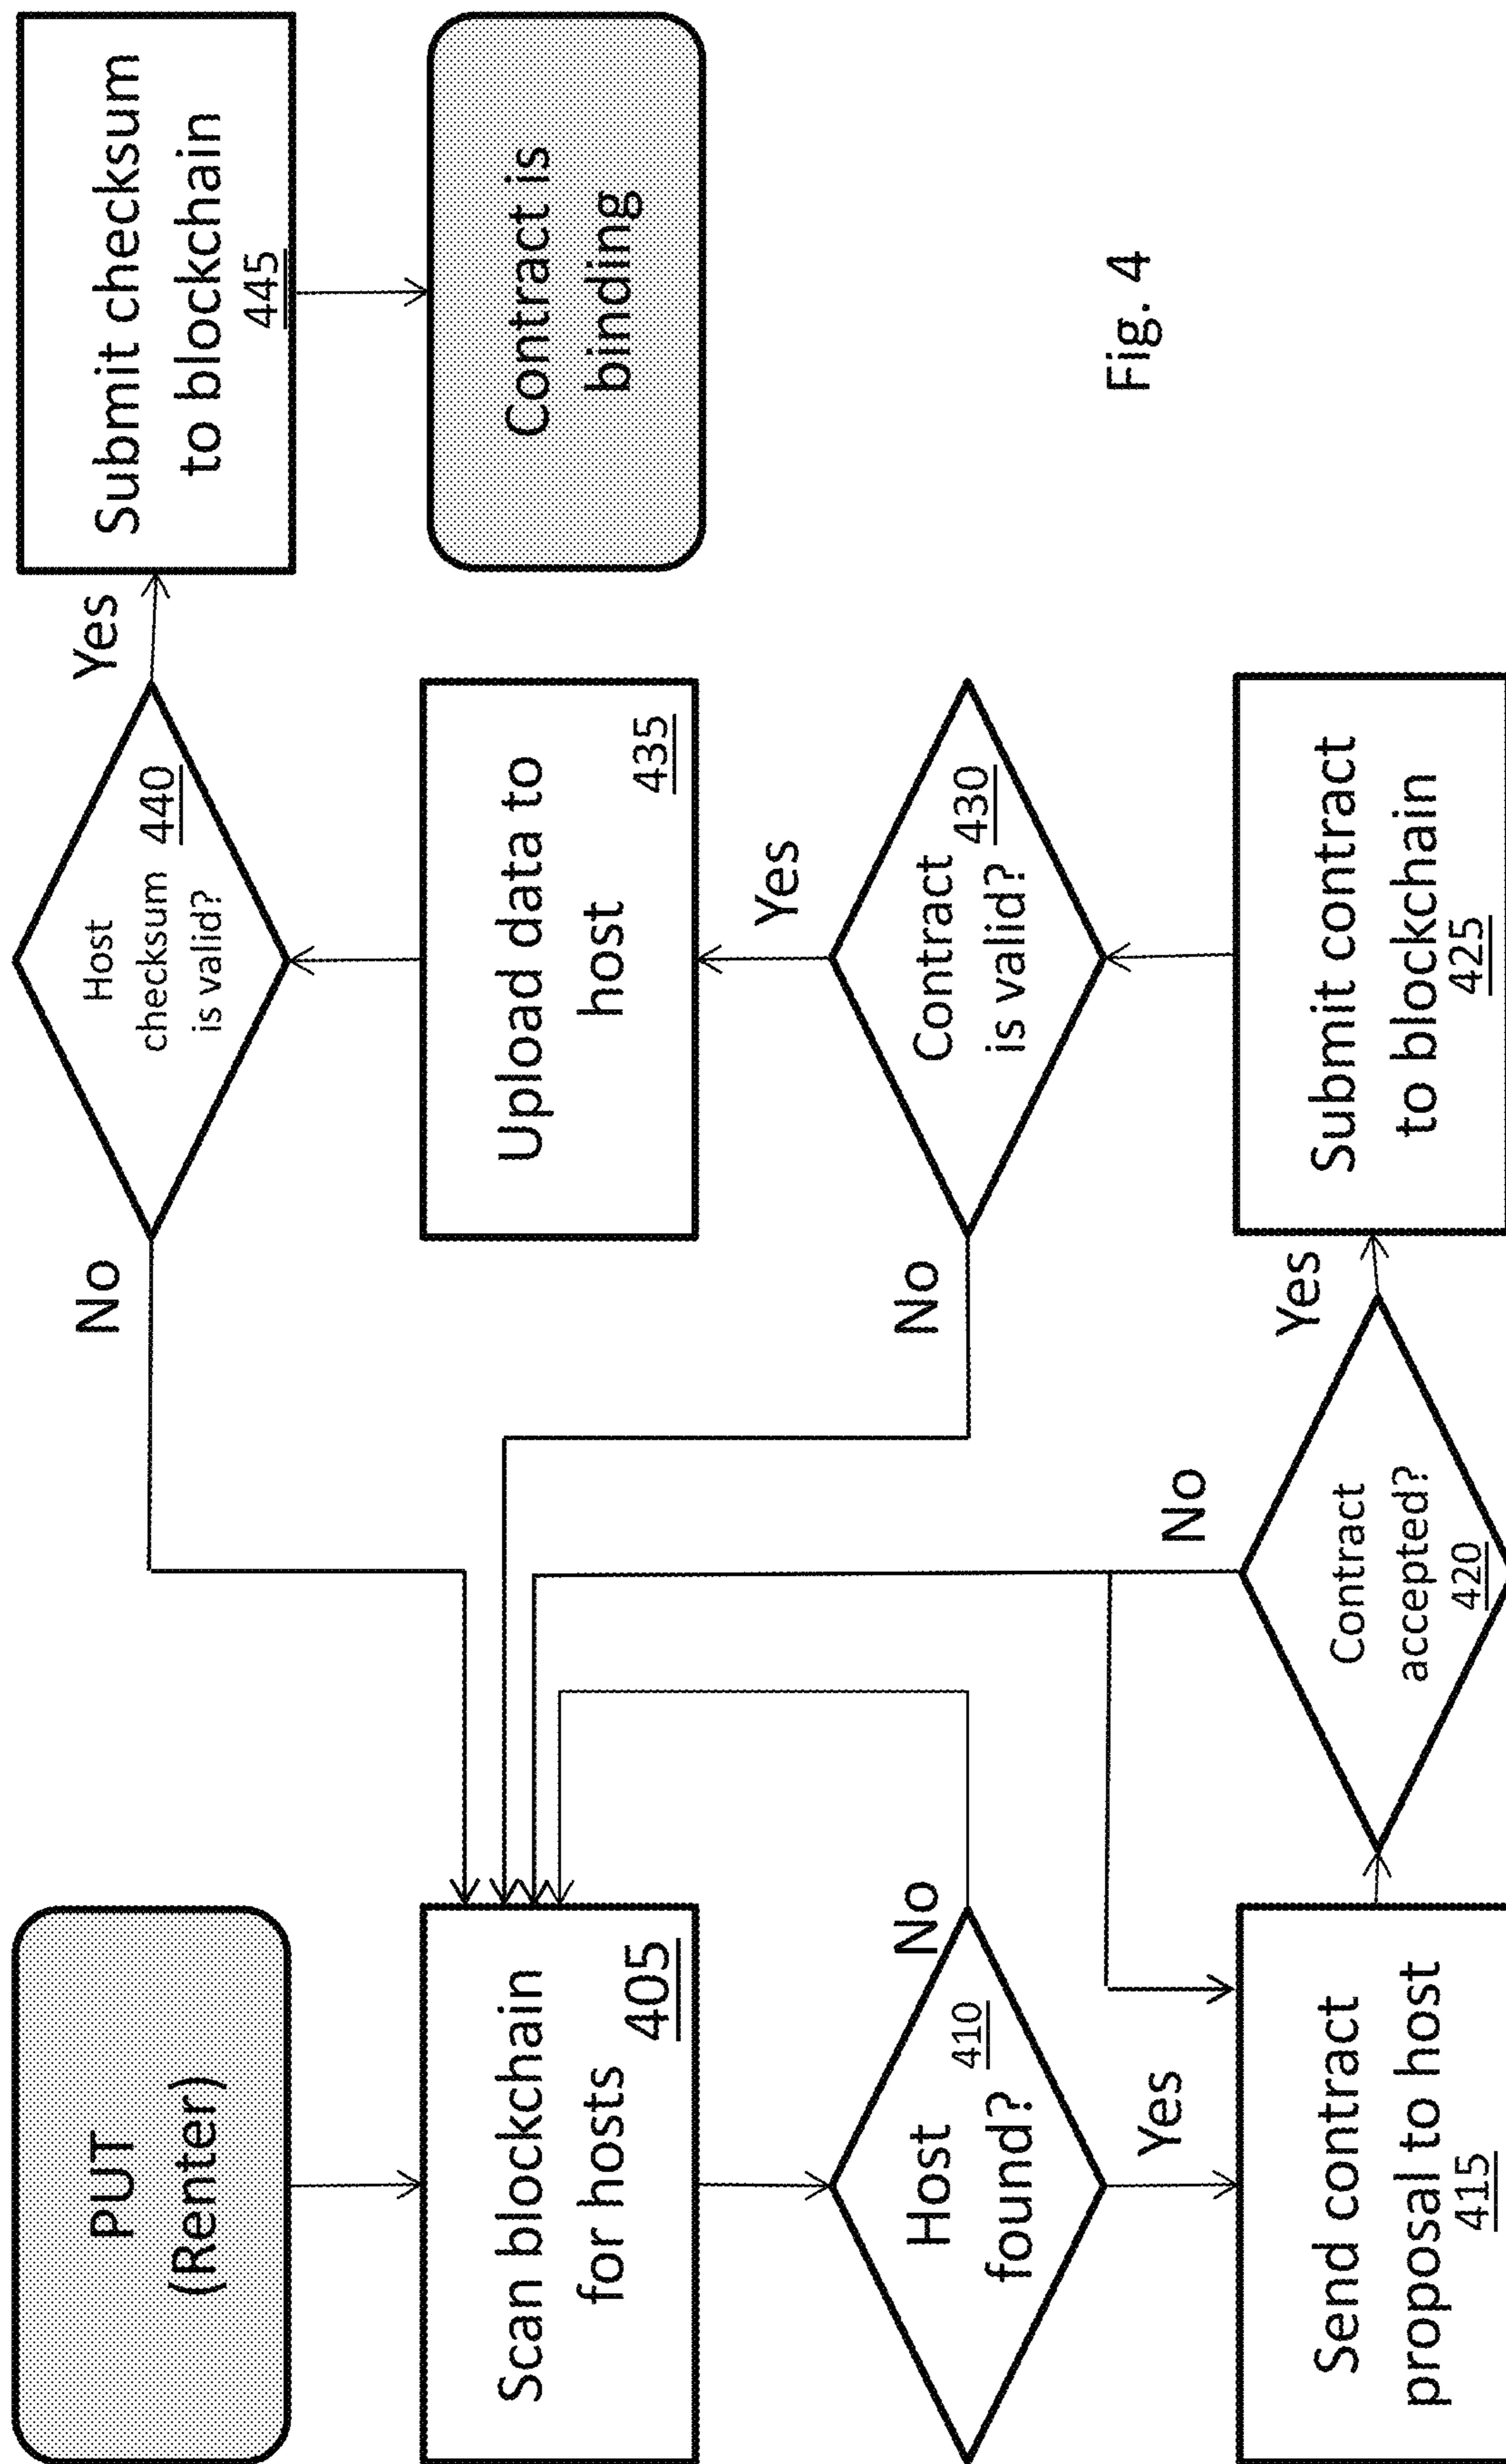 PUT
(Renter)
Scan blockchain
for hosts
405
Host
found?
410
No
Yes
Send contract
proposal to host
415
Contract
accepted?
420
No
Yes
Submit contract
to blockchain
425
Contract
is valid?
430
No
Yes
Upload data to
host
435
Host
checksum
is valid?
440
No
Yes
Submit checksum
to blockchain
445
Contract is
binding
Fig. 4